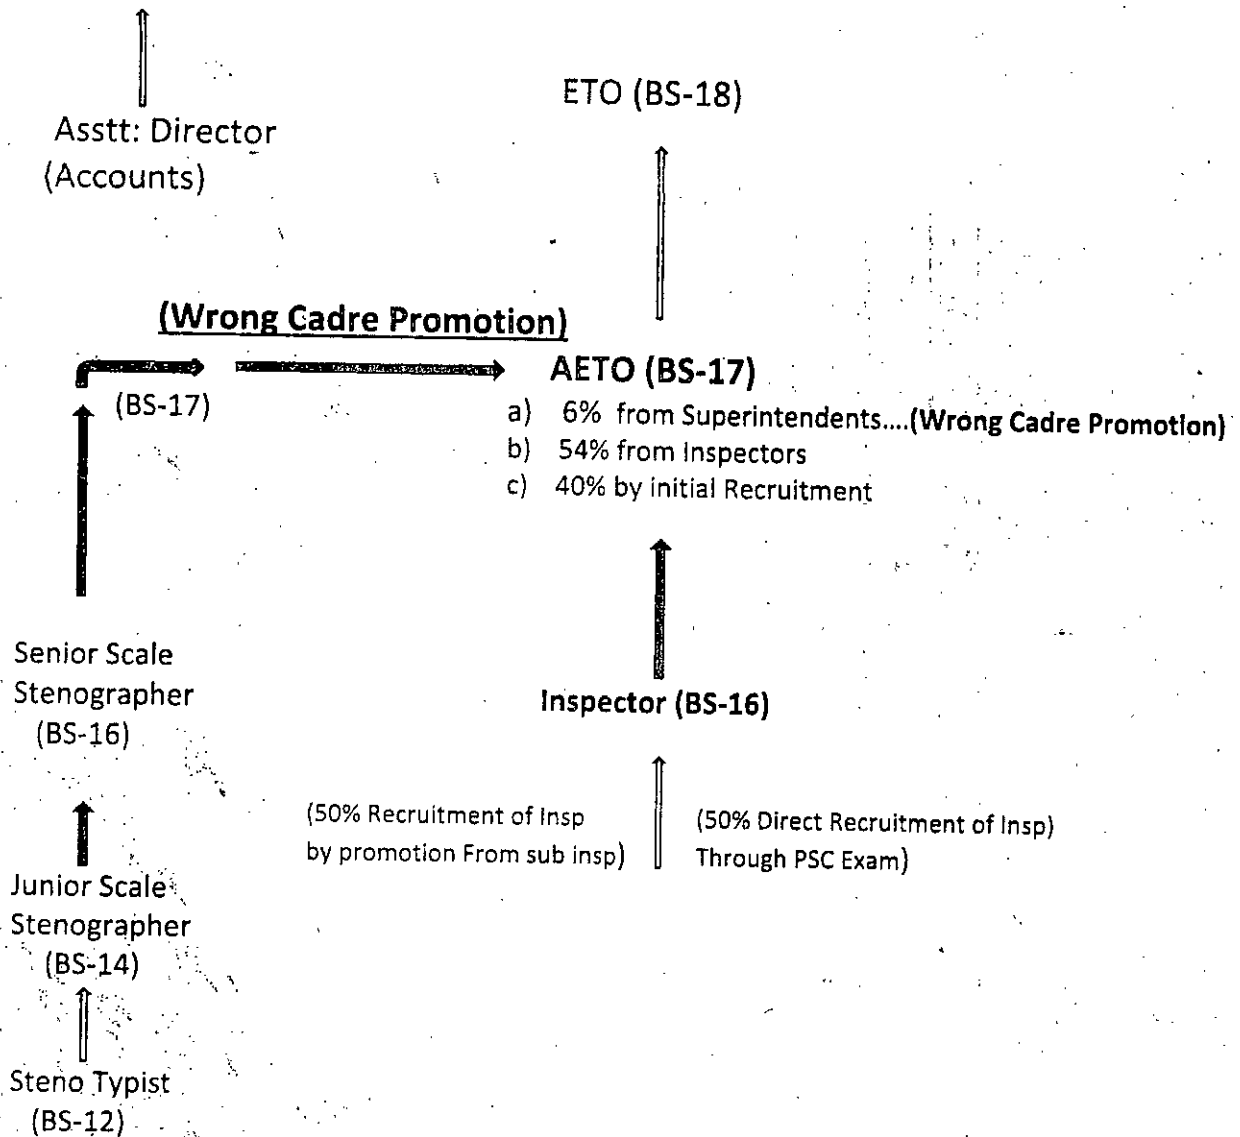 ETO (BS-18)
Asstt: Director
(Accounts)
(Wrong Cadre Promotion)
(BS-17)
AETO (BS-17)
a) 6% from Superintendents....(Wrong Cadre Promotion)
b) 54% from Inspectors
c) 40% by initial Recruitment
Senior Scale
Stenographer
(BS-16)
Inspector (BS-16)
(50% Recruitment of Insp
by promotion From sub insp)
(50% Direct Recruitment of Insp)
Through PSC Exam)
Junior Scale
Stenographer
(BS-14)
Steno Typist
(BS-12)